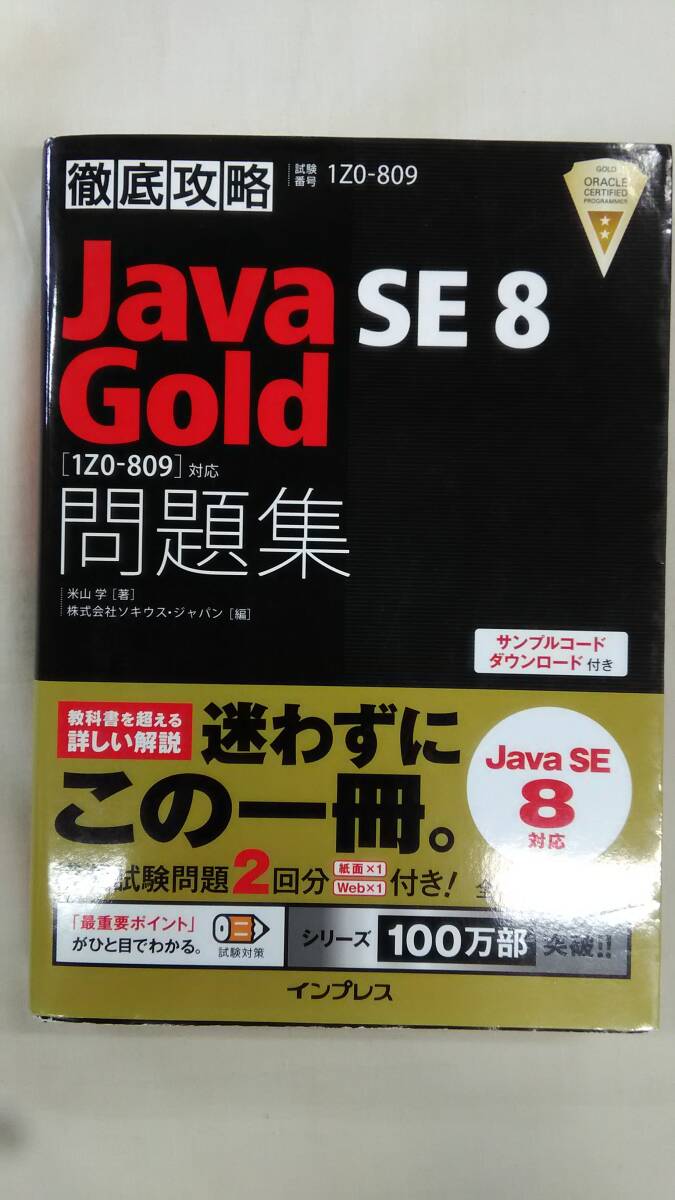 徹底攻略
試験番号 1Z0-809
GOLD
ORACLE
CERTIFIED
PROGRAMMER
Java SE 8
Gold
[1Z0-809]対応
問題集
米山 学[著]
株式会社ソキウス・ジャパン[編]
サンプルコード
ダウンロード付き
教科書を超える
詳しい解説
迷わずに
この一冊。
Java SE
8
対応
試験問題2回分 紙面×1 Web×1 付き!
全
「最重要ポイント」
がひと目でわかる。
試験対策
シリーズ 100万部 突破!!
インプレス